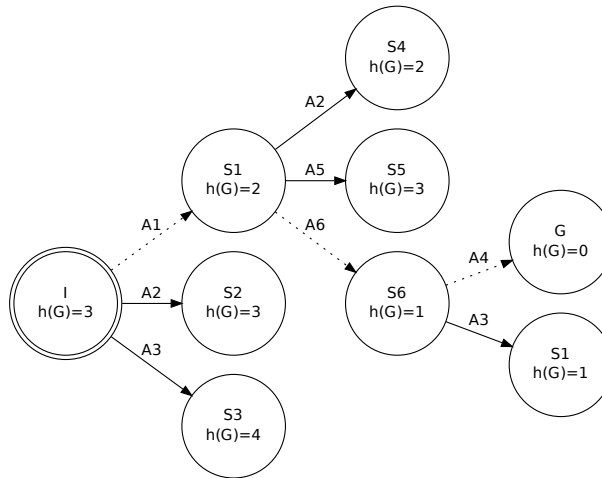 S4
h(G)=2
A2
S1
h(G)=2
A5
S5
h(G)=3
A1
A6
G
h(G)=0
A4
I
h(G)=3
A2
S2
h(G)=3
S6
h(G)=1
A3
A3
S1
h(G)=1
S3
h(G)=4